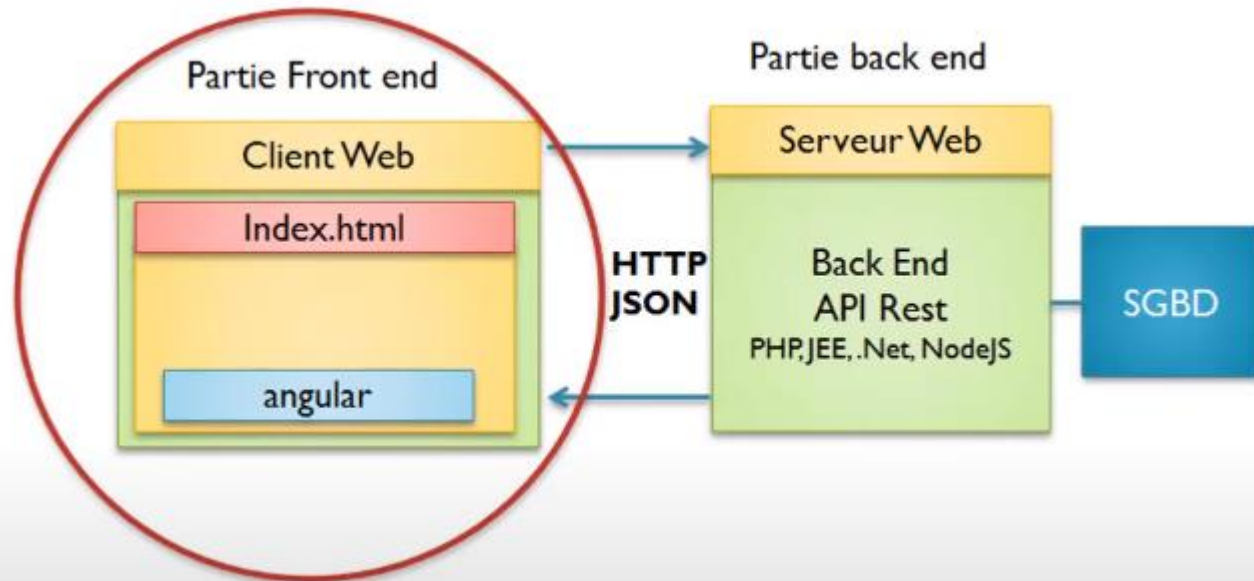 Partie Front end
Client Web
Index.html
angular
HTTP
JSON
Partie back end
Serveur Web
Back End
API Rest
PHP, JEE, .Net, NodeJS
SGBD